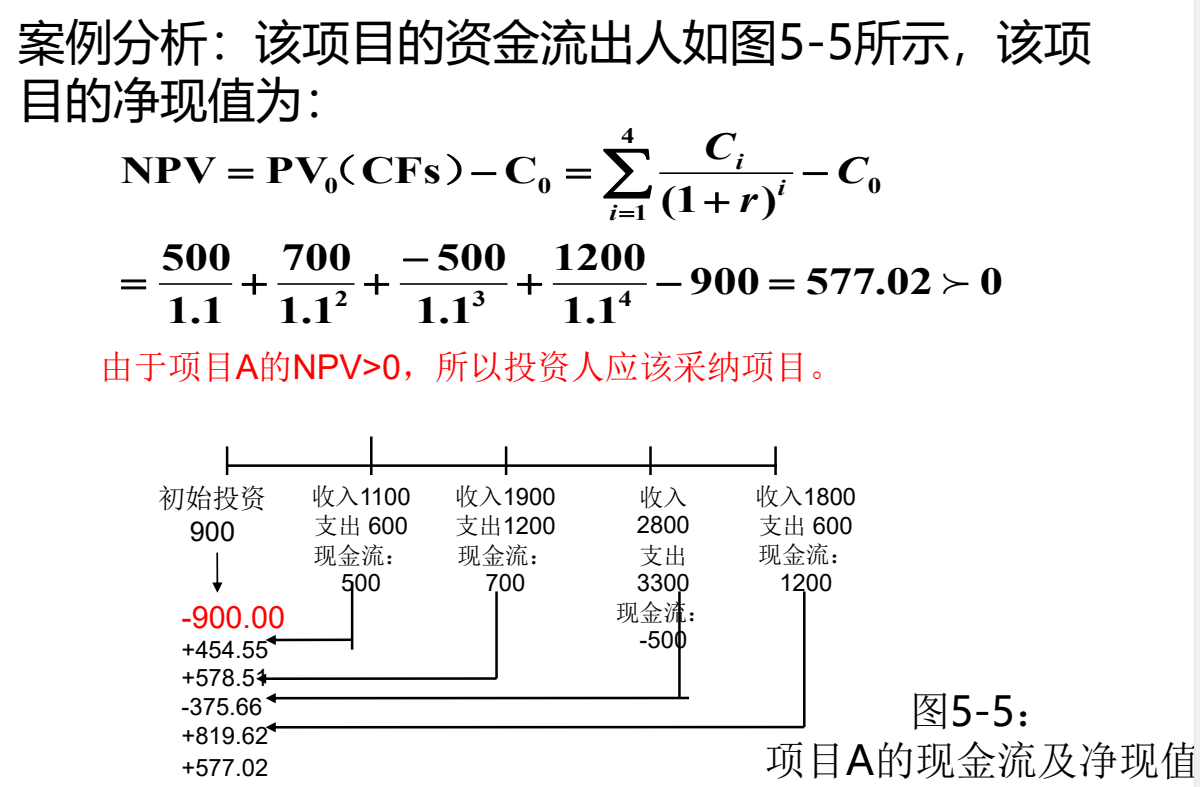 案例分析：该项目的资金流出人如图5-5所示，该项
目的净现值为：
NPV = PV₀（CFs）− C₀ = ∑_{i=1}^{4} C_i / (1 + r)^i − C₀
= 500/1.1 + 700/1.1² + −500/1.1³ + 1200/1.1⁴ − 900 = 577.02 ≻ 0
由于项目A的NPV>0，所以投资人应该采纳项目。
初始投资
900
收入1100
支出 600
现金流：
500
收入1900
支出1200
现金流：
700
收入
2800
支出
3300
现金流：
-500
收入1800
支出 600
现金流：
1200
-900.00
+454.55
+578.51
-375.66
+819.62
+577.02
图5-5：
项目A的现金流及净现值